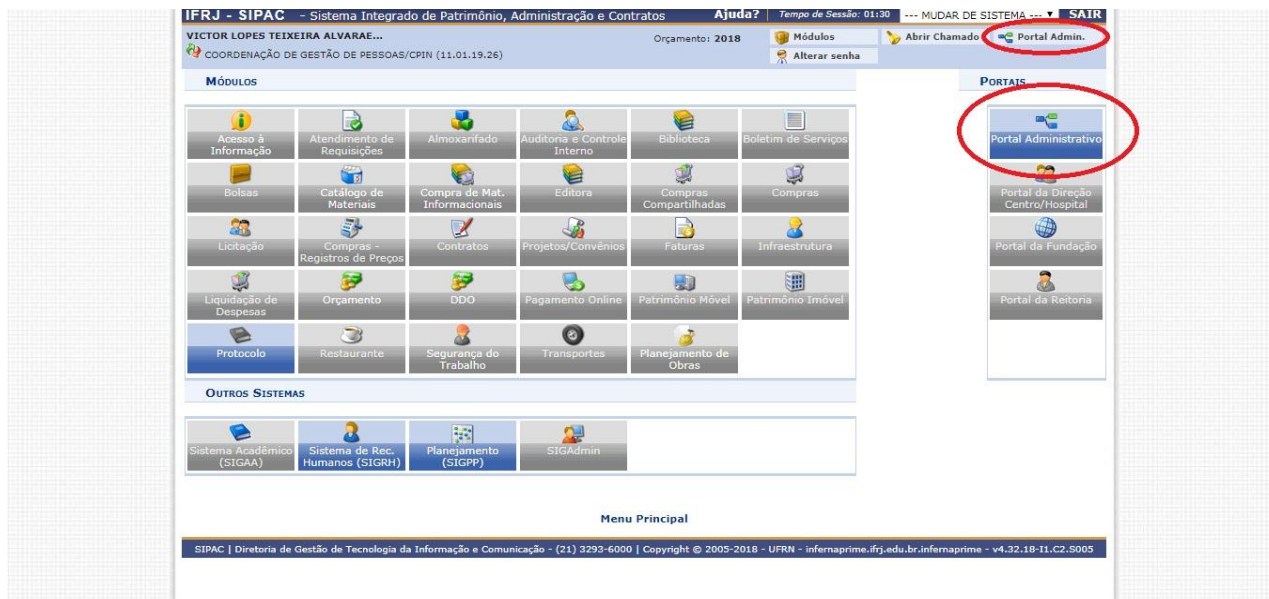 IFRJ - SIPAC - Sistema Integrado de Patrimônio, Administração e Contratos Ajuda? Tempo de Sessão: 01:30 --- MUDAR DE SISTEMA --- SAIR
VICTOR LOPES TEIXEIRA ALVARAE... Orçamento: 2018 Módulos Abrir Chamado Portal Admin.
COORDENAÇÃO DE GESTÃO DE PESSOAS/CPIN (11.01.19.26) Alterar senha
MÓDULOS
PORTAIS
Acesso à
Informação
Atendimento de
Requisições
Almoxarifado
Auditoria e Controle
Interno
Biblioteca
Boletim de Serviços
Portal Administrativo
Bolsas
Catálogo de
Materiais
Compra de Mat.
Informacionais
Editora
Compras
Compartilhadas
Compras
Portal da Direção
Centro/Hospital
Licitação
Compras -
Registros de Preços
Contratos
Projetos/Convênios
Faturas
Infraestrutura
Portal da Fundação
Liquidação de
Despesas
Orçamento
DDO
Pagamento Online
Patrimônio Móvel
Patrimônio Imóvel
Portal da Reitoria
Protocolo
Restaurante
Segurança do
Trabalho
Transportes
Planejamento de
Obras
OUTROS SISTEMAS
Sistema Acadêmico
(SIGAA)
Sistema de Rec.
Humanos (SIGRH)
Planejamento
(SIGPP)
SIGAdmin
Menu Principal
SIPAC | Diretoria de Gestão de Tecnologia da Informação e Comunicação - (21) 3293-6000 | Copyright © 2005-2018 - UFRN - infernaprime.ifrj.edu.br.infernaprime - v4.32.18-I1.C2.S005